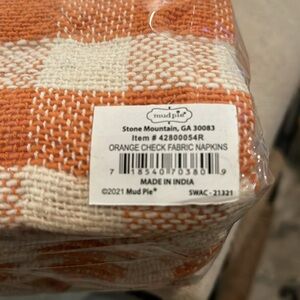 mud pie®
Stone Mountain, GA 30083
Item # 42800054R
ORANGE CHECK FABRIC NAPKINS
7 18540 70380 9
MADE IN INDIA
©2021 Mud Pie® SWAC - 21321